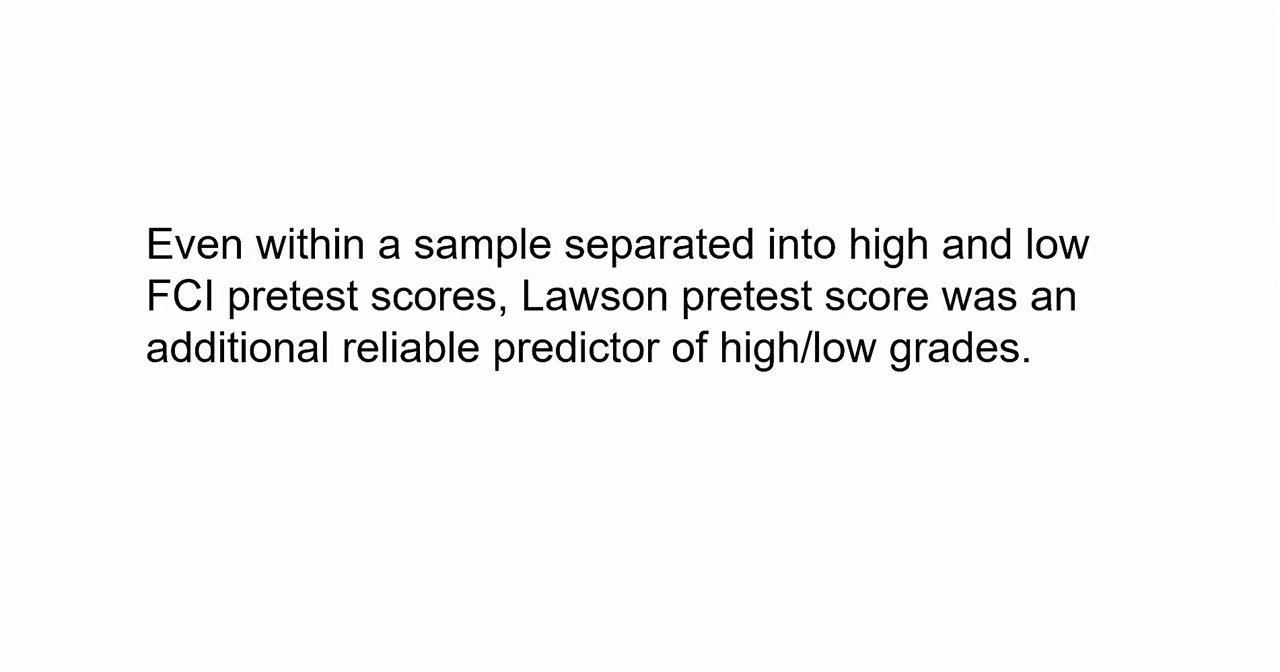 Even within a sample separated into high and low
FCI pretest scores, Lawson pretest score was an
additional reliable predictor of high/low grades.